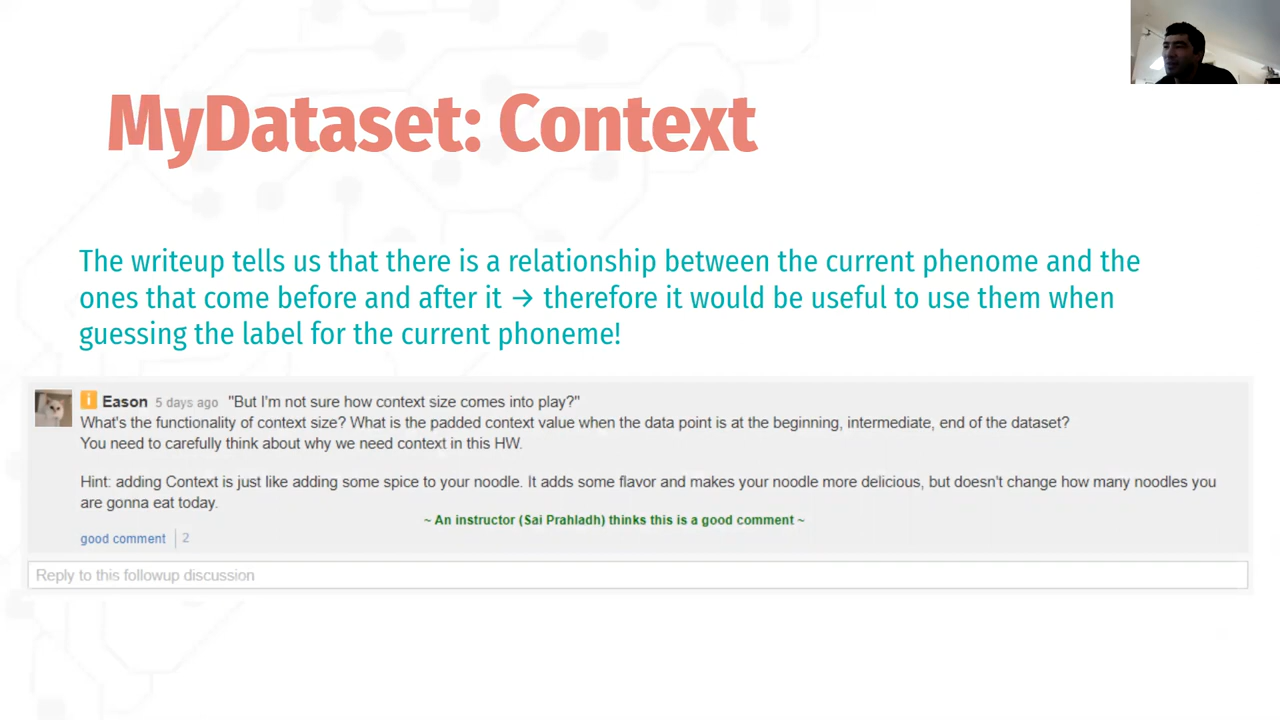 MyDataset: Context
The writeup tells us that there is a relationship between the current phenome and the
ones that come before and after it → therefore it would be useful to use them when
guessing the label for the current phoneme!
i Eason 5 days ago "But I'm not sure how context size comes into play?"
What's the functionality of context size? What is the padded context value when the data point is at the beginning, intermediate, end of the dataset?
You need to carefully think about why we need context in this HW.
Hint: adding Context is just like adding some spice to your noodle. It adds some flavor and makes your noodle more delicious, but doesn't change how many noodles you
are gonna eat today.
~ An instructor (Sai Prahladh) thinks this is a good comment ~
good comment 2
Reply to this followup discussion